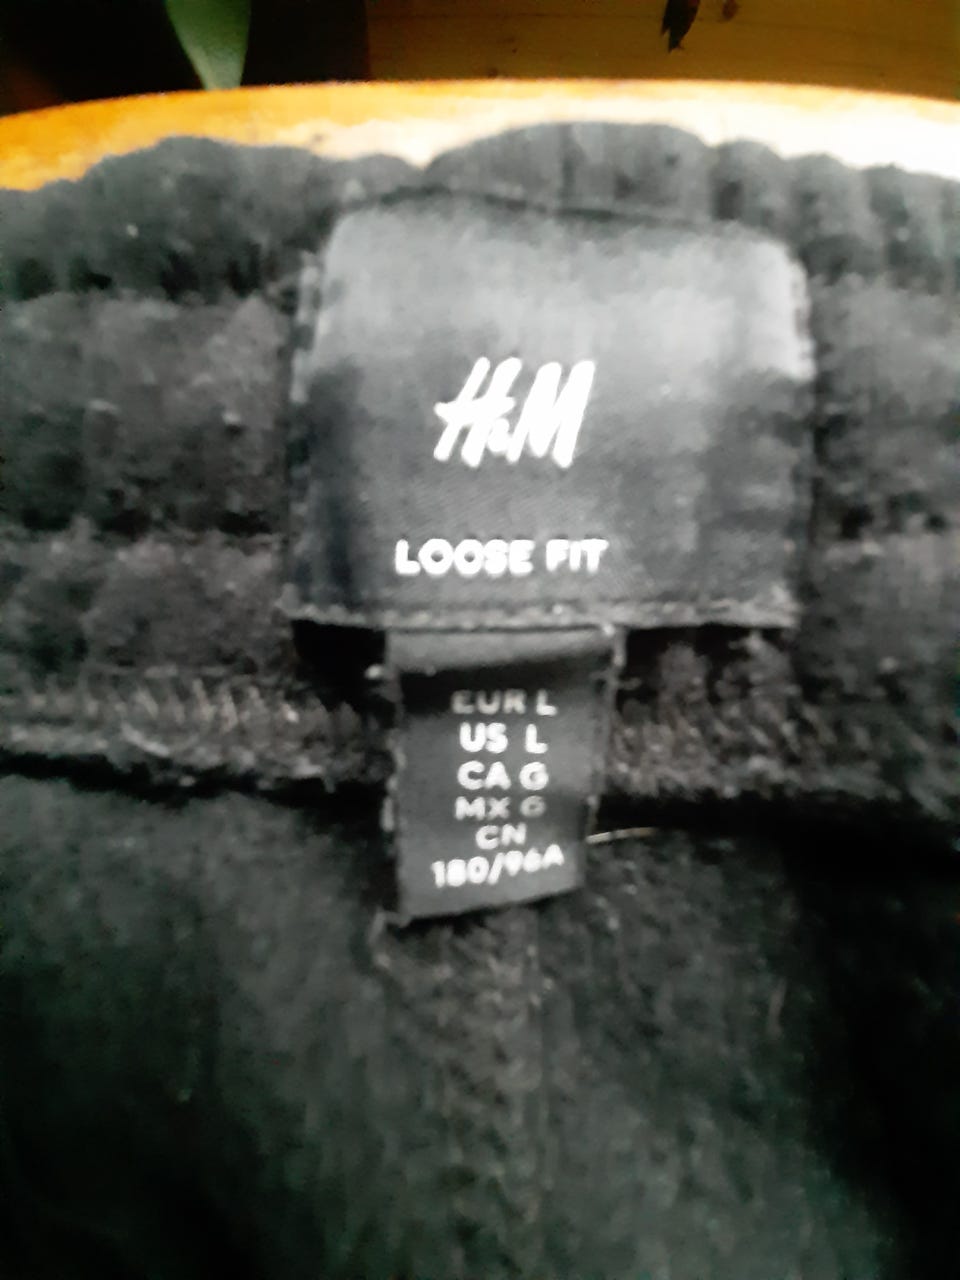 H&M
LOOSE FIT
EUR L
US L
CA G
MX G
CN
180/96A